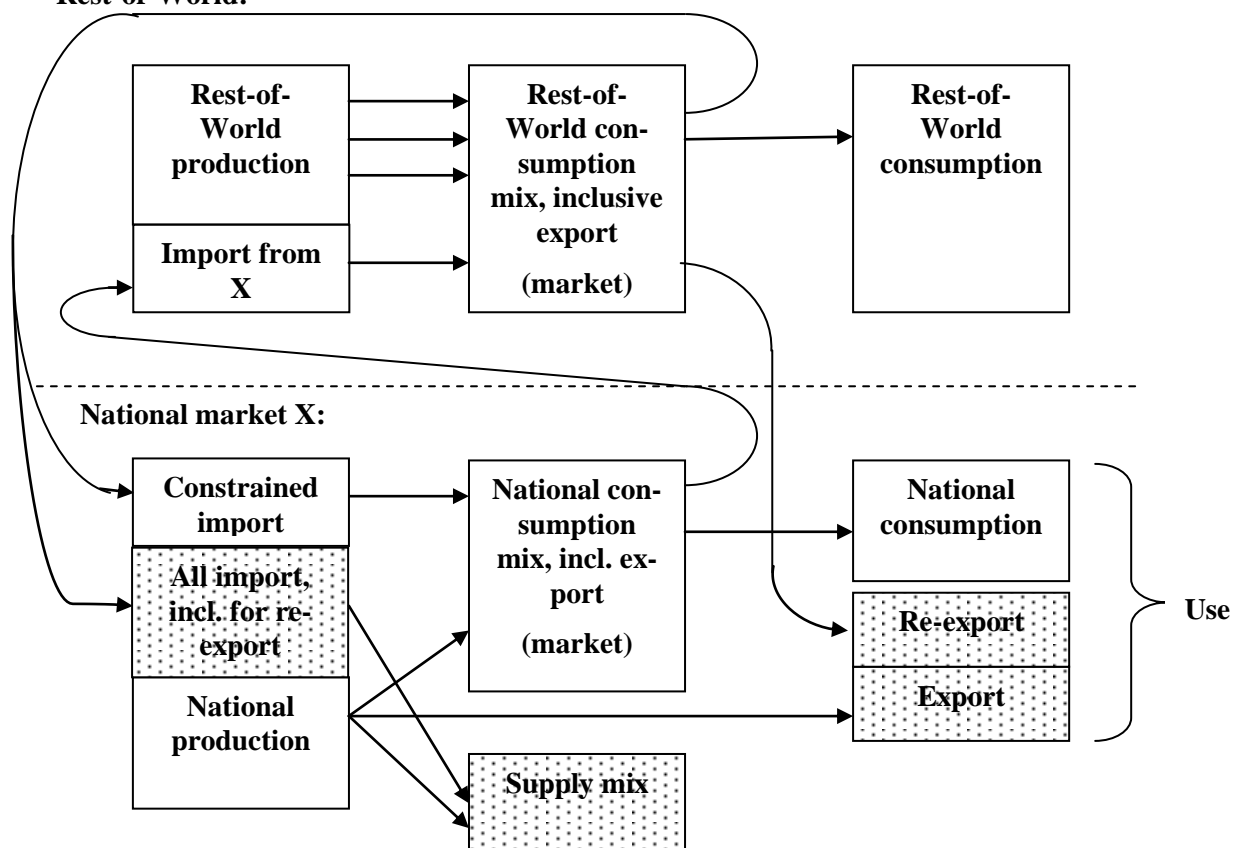 Rest-of-World:
Rest-of-
World
production
Rest-of-
World con-
sumption
mix, inclusive
export
(market)
Rest-of-
World
consumption
Import from
X
National market X:
Constrained
import
All import,
incl. for re-
export
National
production
National con-
sumption
mix, incl. ex-
port
(market)
National
consumption
Re-export
Export
Use
Supply mix